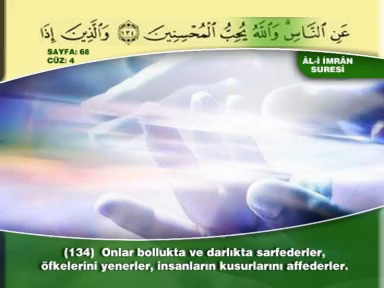 عَنِ النَّاسِ ۗ وَاللَّهُ يُحِبُّ الْمُحْسِنِينَ ﴿١٣٤﴾ وَالَّذِينَ إِذَا
SAYFA: 68
CÜZ: 4
ÂL-İ İMRÂN
SURESİ
(134) Onlar bollukta ve darlıkta sarfederler,
öfkelerini yenerler, insanların kusurlarını affederler.